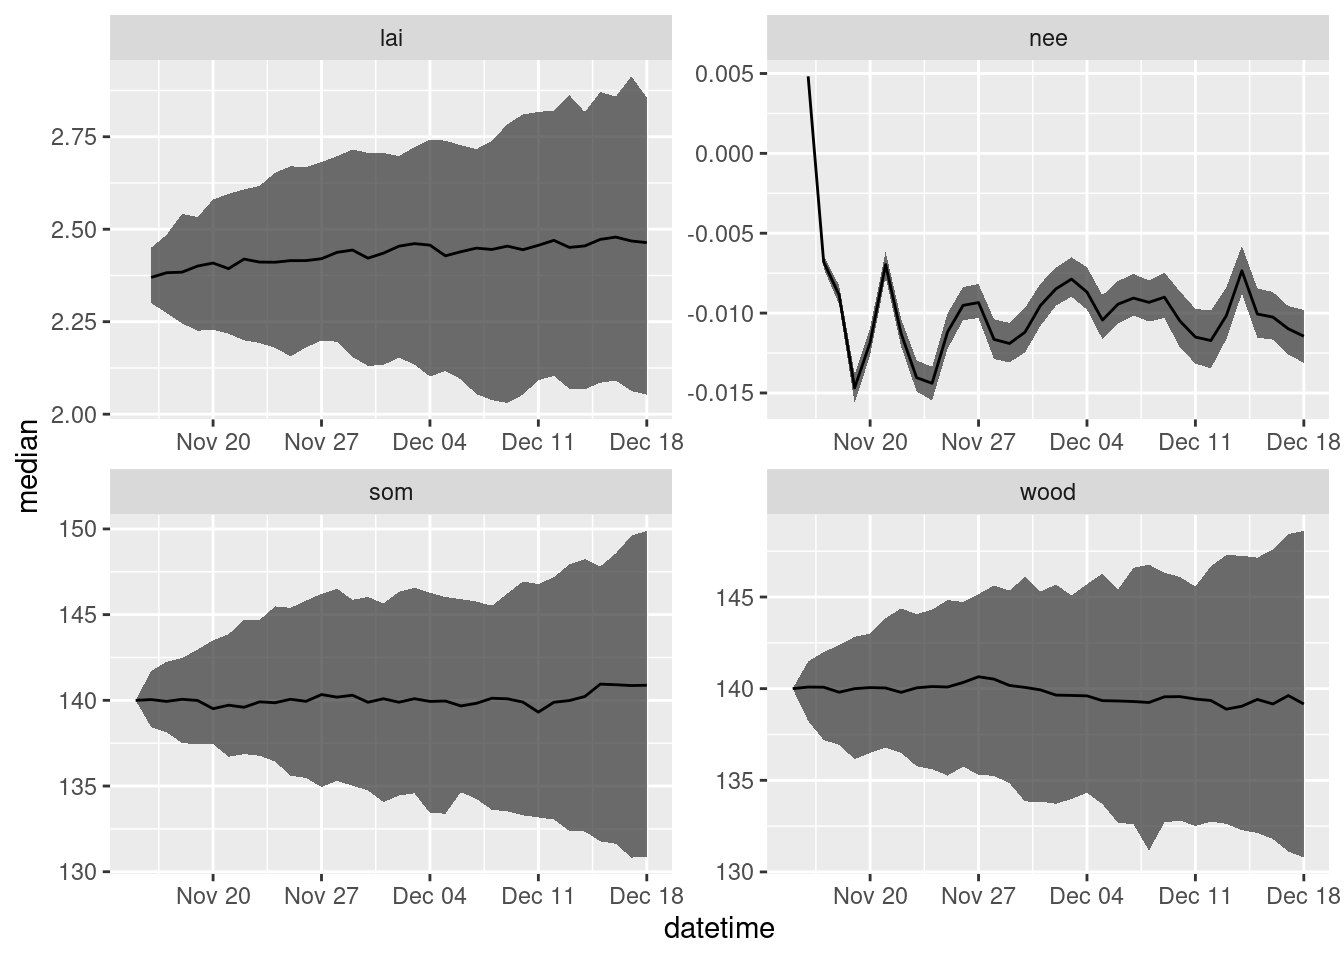 lai
nee
2.75
2.50
2.25
2.00
0.005
0.000
-0.005
-0.010
-0.015
Nov 20 Nov 27 Dec 04 Dec 11 Dec 18
Nov 20 Nov 27 Dec 04 Dec 11 Dec 18
median
som
wood
150
145
140
135
130
145
140
135
130
Nov 20 Nov 27 Dec 04 Dec 11 Dec 18
Nov 20 Nov 27 Dec 04 Dec 11 Dec 18
datetime